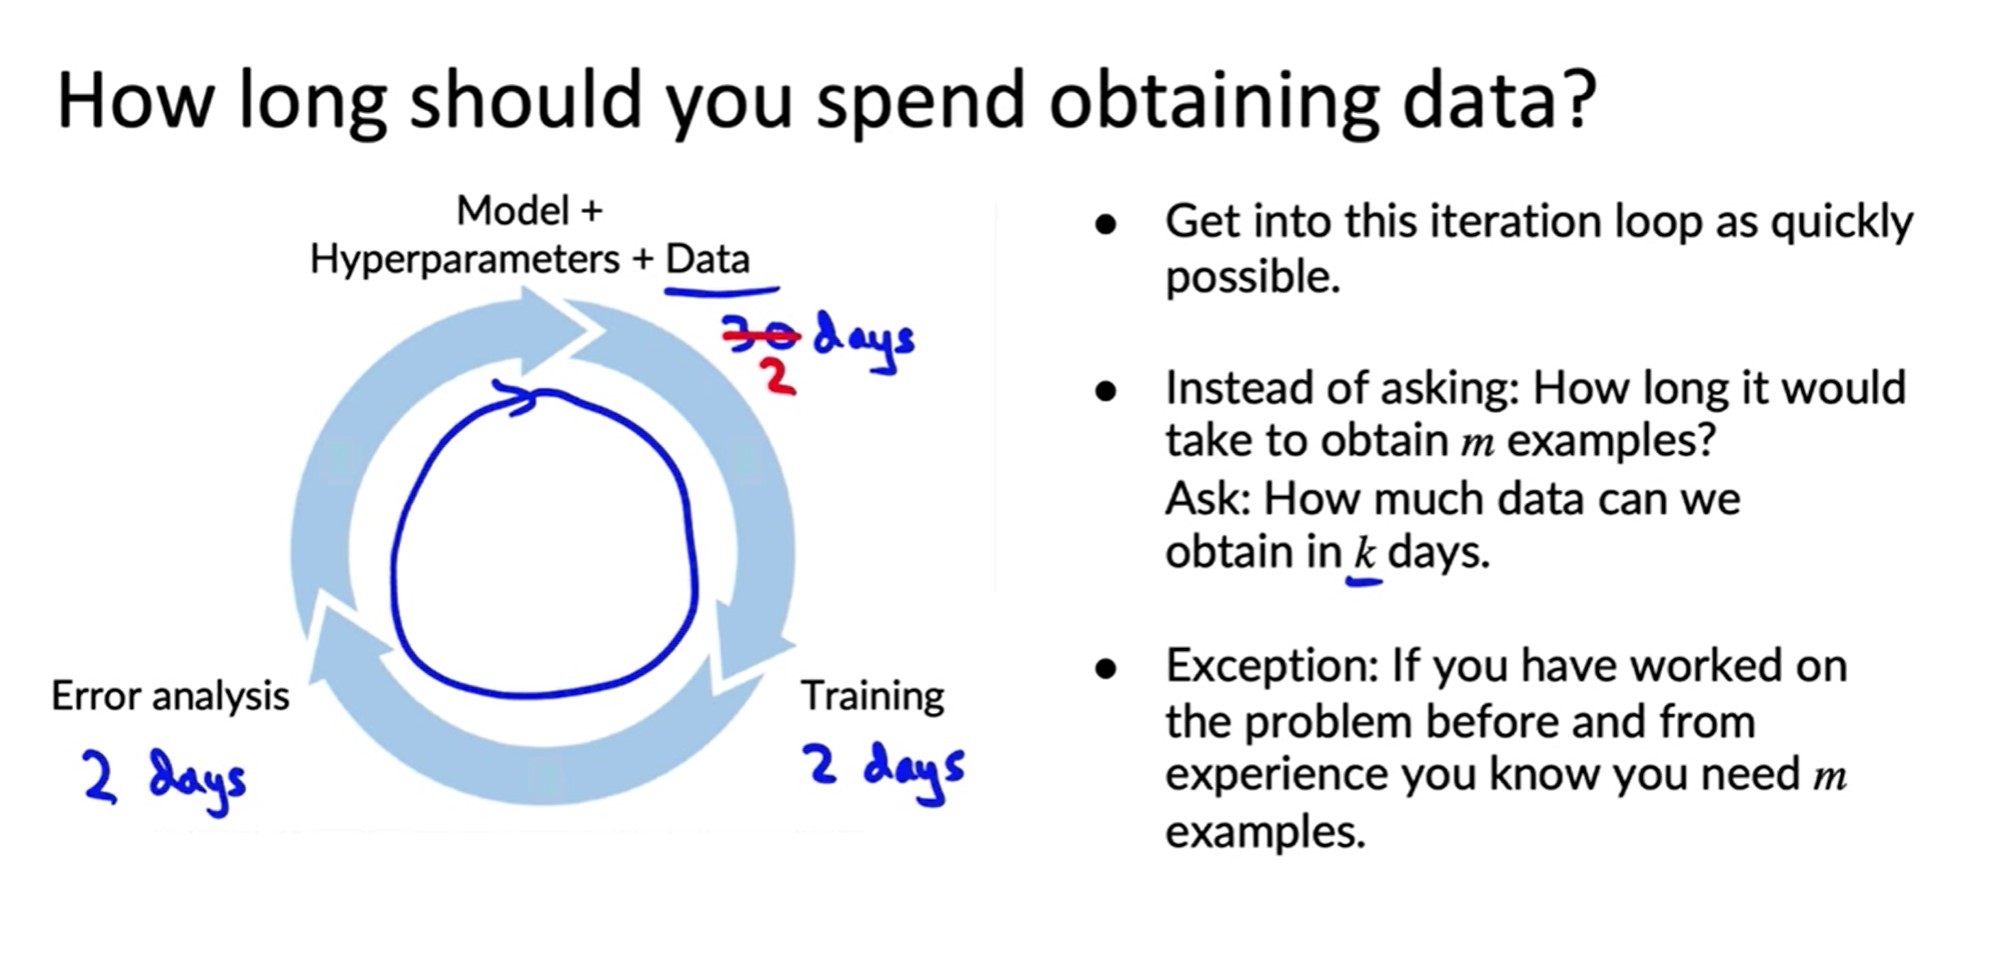 How long should you spend obtaining data?
Model +
Hyperparameters + Data
30 days
2
Error analysis
2 days
Training
2 days
● Get into this iteration loop as quickly
possible.
● Instead of asking: How long it would
take to obtain m examples?
Ask: How much data can we
obtain in k days.
● Exception: If you have worked on
the problem before and from
experience you know you need m
examples.